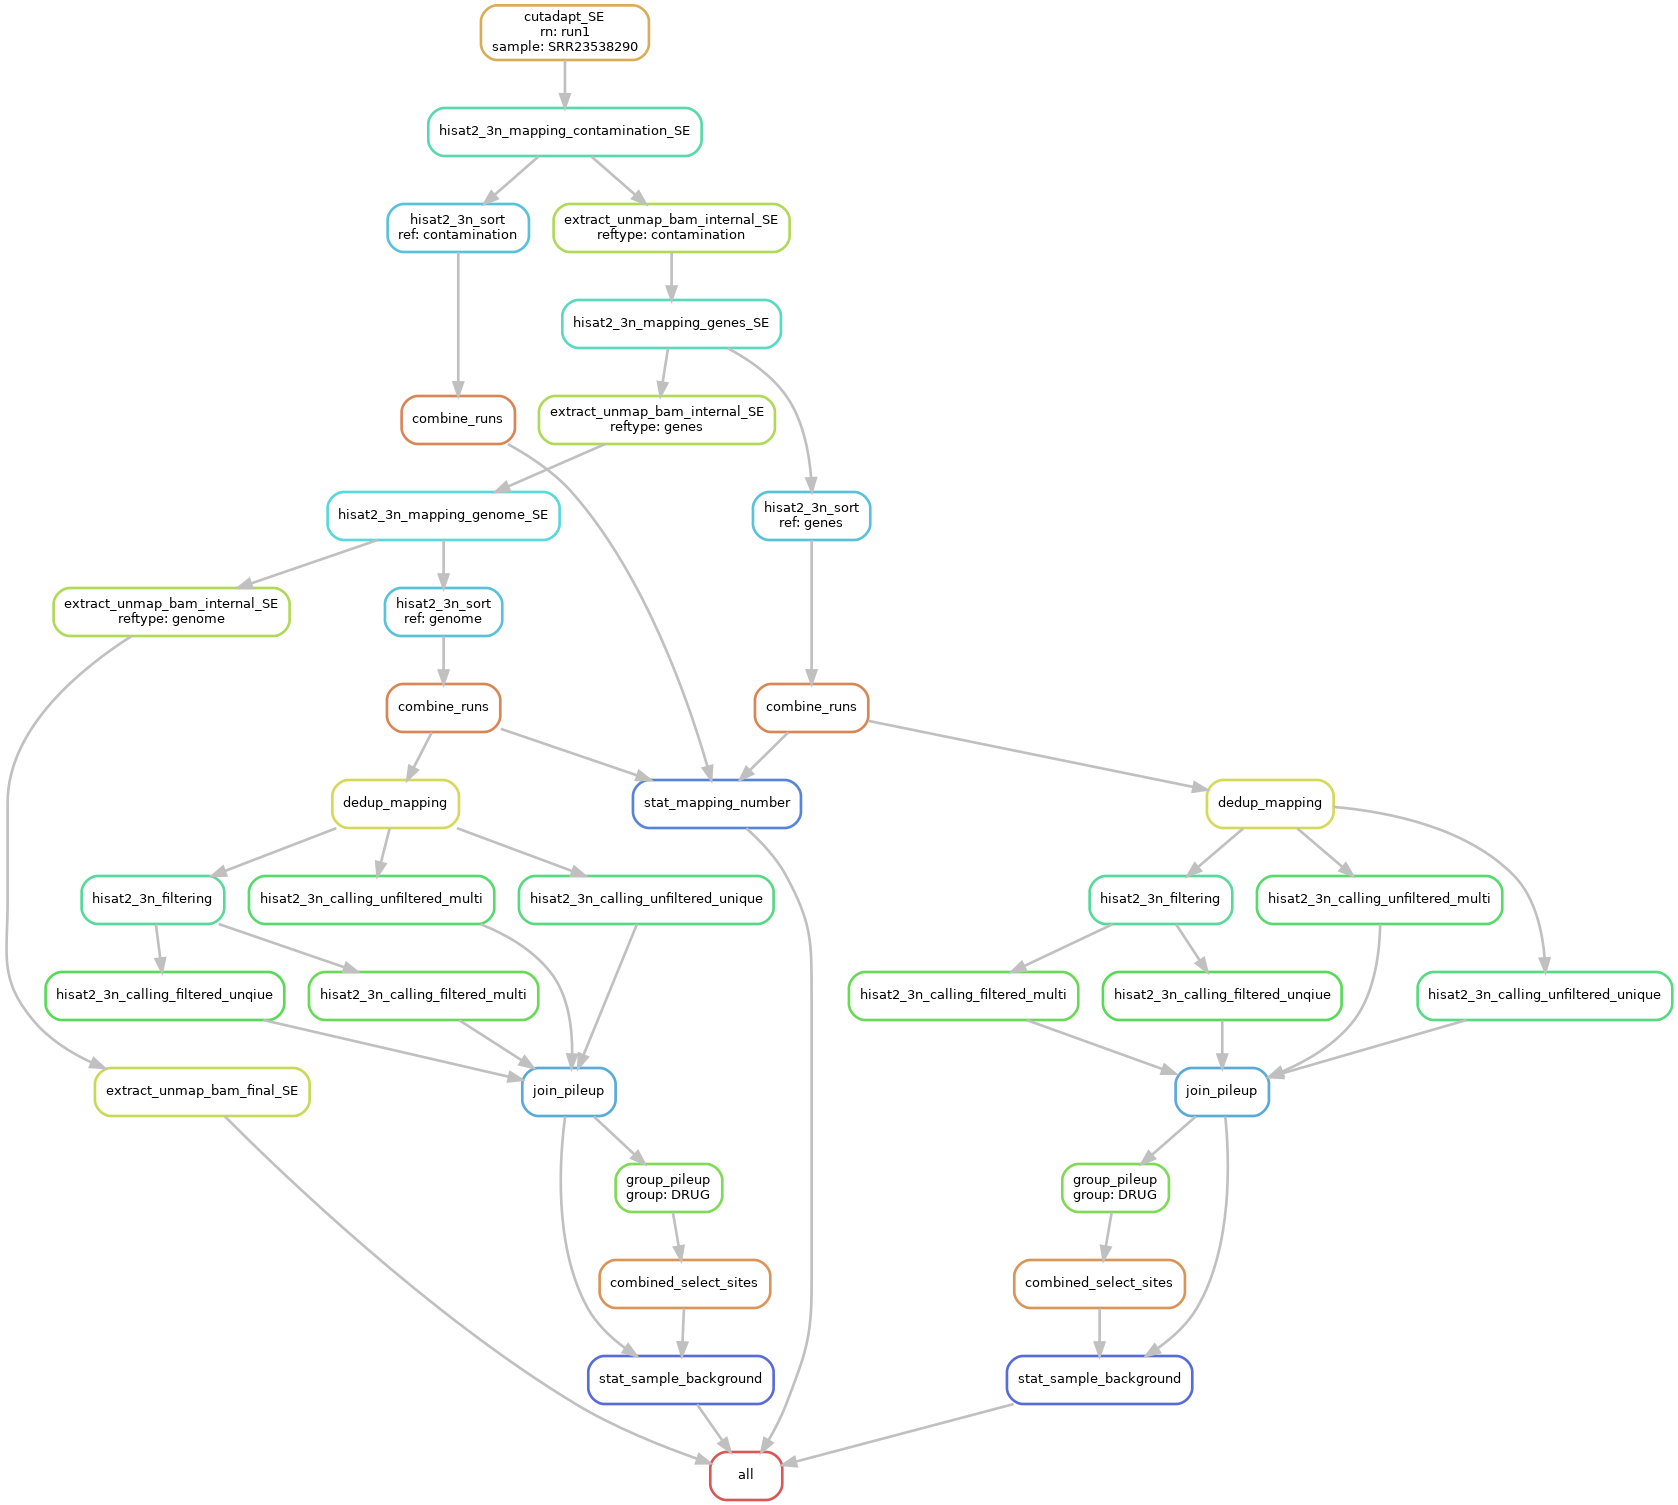 cutadapt_SE
rn: run1
sample: SRR23538290
hisat2_3n_mapping_contamination_SE
hisat2_3n_sort
ref: contamination
extract_unmap_bam_internal_SE
reftype: contamination
hisat2_3n_mapping_genes_SE
combine_runs
extract_unmap_bam_internal_SE
reftype: genes
hisat2_3n_mapping_genome_SE
hisat2_3n_sort
ref: genes
extract_unmap_bam_internal_SE
reftype: genome
hisat2_3n_sort
ref: genome
combine_runs
combine_runs
dedup_mapping
stat_mapping_number
dedup_mapping
hisat2_3n_filtering
hisat2_3n_calling_unfiltered_multi
hisat2_3n_calling_unfiltered_unique
hisat2_3n_filtering
hisat2_3n_calling_unfiltered_multi
hisat2_3n_calling_filtered_unqiue
hisat2_3n_calling_filtered_multi
hisat2_3n_calling_filtered_multi
hisat2_3n_calling_filtered_unqiue
hisat2_3n_calling_unfiltered_unique
extract_unmap_bam_final_SE
join_pileup
join_pileup
group_pileup
group: DRUG
group_pileup
group: DRUG
combined_select_sites
combined_select_sites
stat_sample_background
stat_sample_background
all